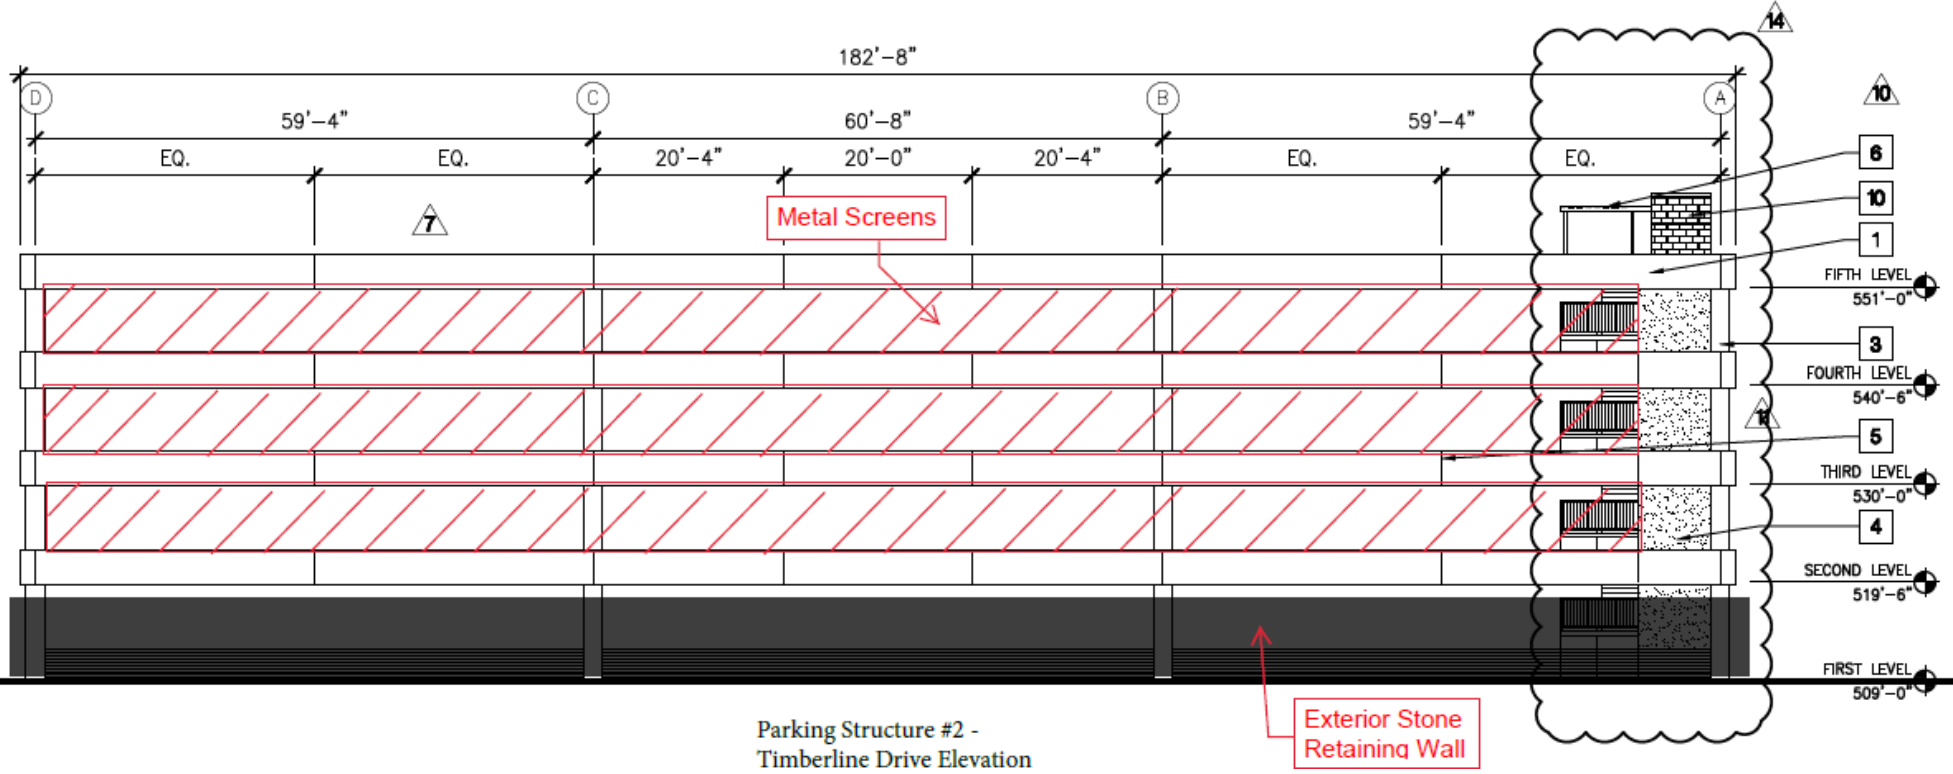 14
182'-8"
D
C
B
A
10
59'-4"
60'-8"
59'-4"
EQ.
EQ.
20'-4"
20'-0"
20'-4"
EQ.
EQ.
6
10
7
Metal Screens
1
FIFTH LEVEL
551'-0"
3
FOURTH LEVEL
540'-6"
11
5
THIRD LEVEL
530'-0"
4
SECOND LEVEL
519'-6"
FIRST LEVEL
509'-0"
Exterior Stone
Retaining Wall
Parking Structure #2 -
Timberline Drive Elevation